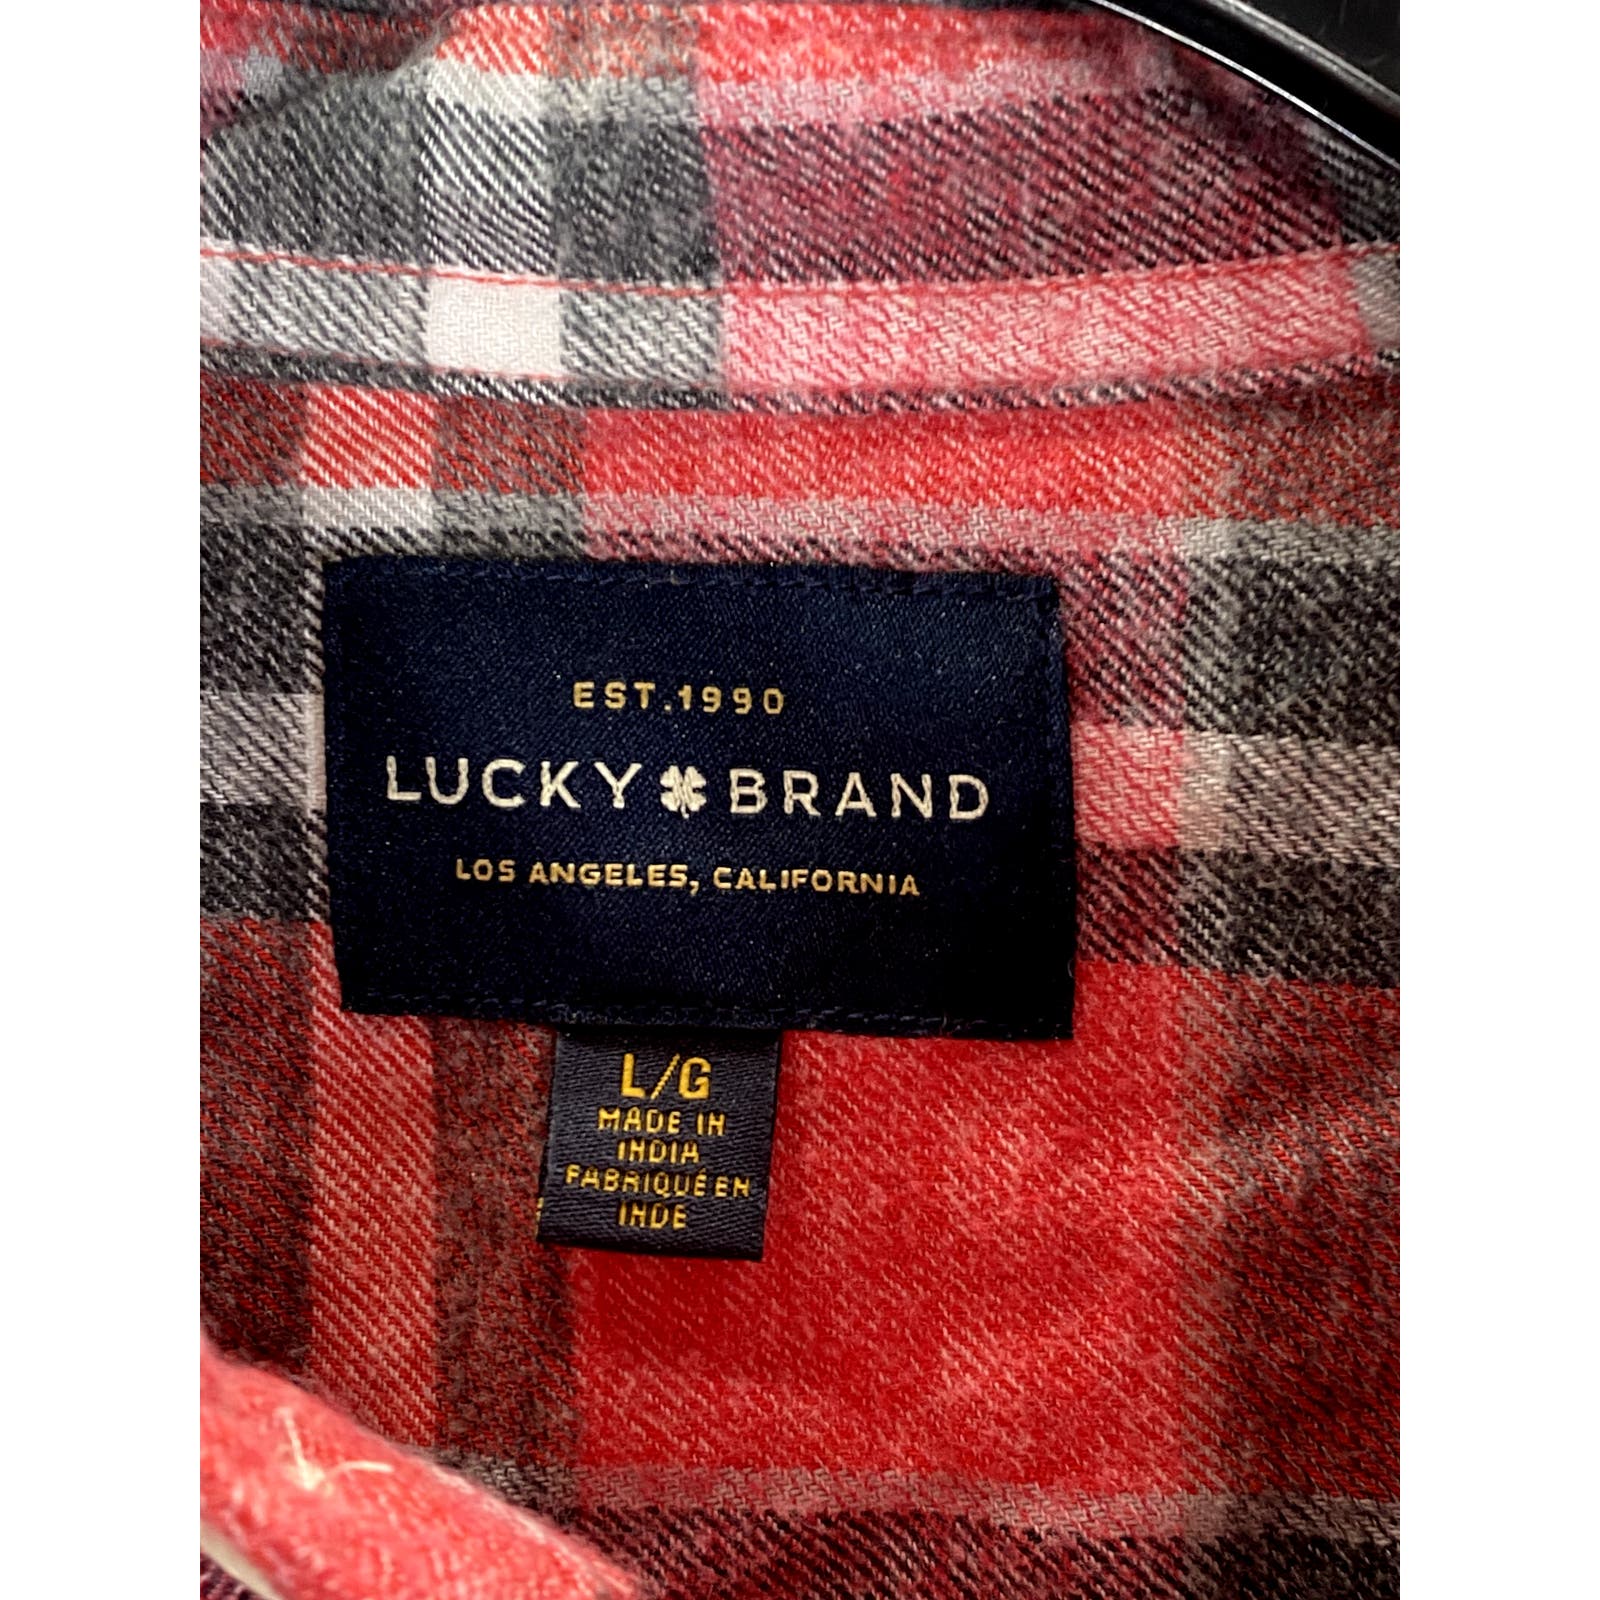 EST.1990
LUCKY BRAND
LOS ANGELES, CALIFORNIA
L/G
MADE IN
INDIA
FABRIQUÉ EN
INDE